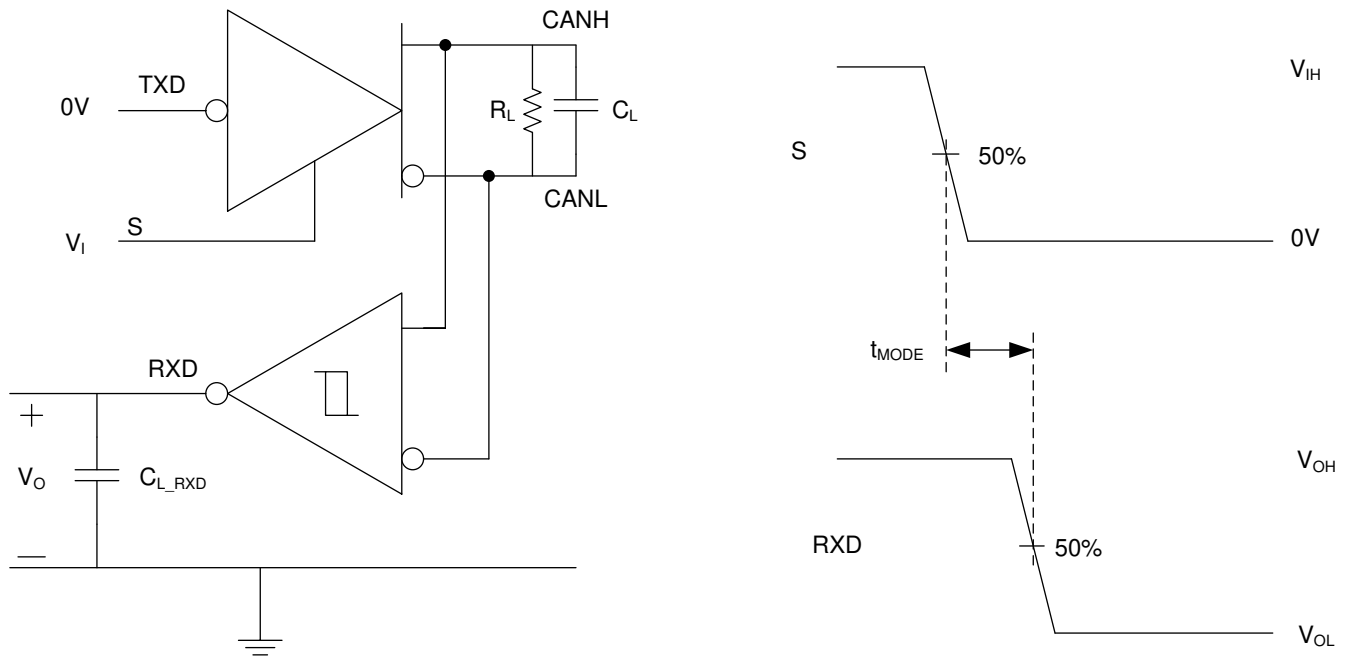 CANH
TXD
0V
R_L
C_L
CANL
S
V_I
RXD
+
V_O
C_L_RXD
—
V_IH
S
50%
0V
t_MODE
V_OH
RXD
50%
V_OL